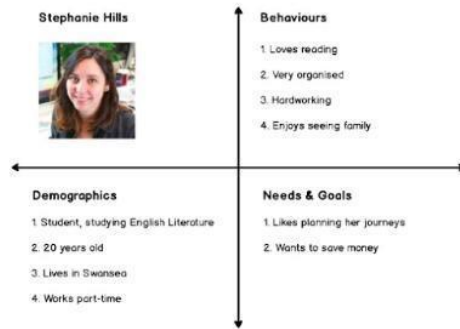 Stephanie Hills
Behaviours
1. Loves reading
2. Very organised
3. Hardworking
4. Enjoys seeing family
Demographics
1. Student, studying English Literature
2. 20 years old
3. Lives in Swansea
4. Works part-time
Needs & Goals
1. Likes planning her journeys
2. Wants to save money